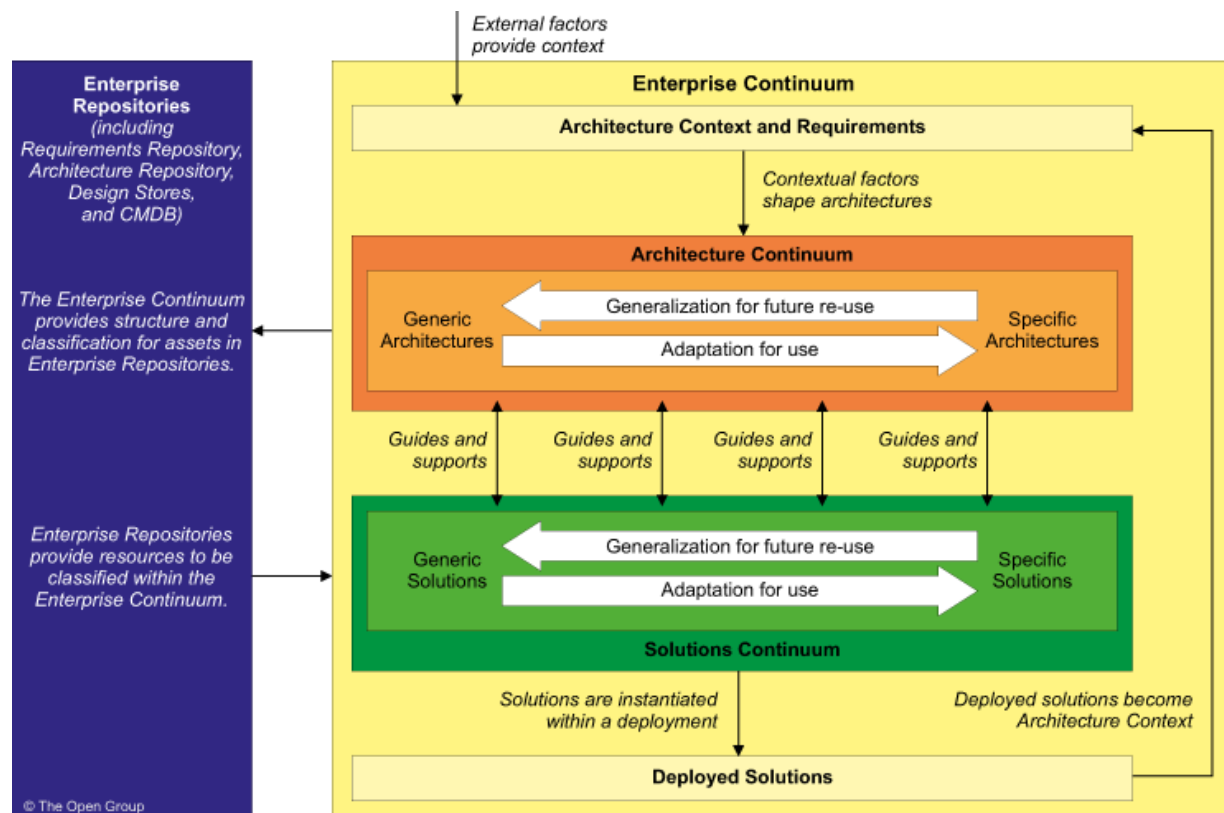 External factors
provide context
Enterprise
Repositories
(including
Requirements Repository,
Architecture Repository,
Design Stores,
and CMDB)
The Enterprise Continuum
provides structure and
classification for assets in
Enterprise Repositories.
Enterprise Repositories
provide resources to be
classified within the
Enterprise Continuum.
© The Open Group
Enterprise Continuum
Architecture Context and Requirements
Contextual factors
shape architectures
Architecture Continuum
Generic
Architectures
Generalization for future re-use
Adaptation for use
Specific
Architectures
Guides and
supports
Guides and
supports
Guides and
supports
Guides and
supports
Generic
Solutions
Generalization for future re-use
Adaptation for use
Specific
Solutions
Solutions Continuum
Solutions are instantiated
within a deployment
Deployed solutions become
Architecture Context
Deployed Solutions